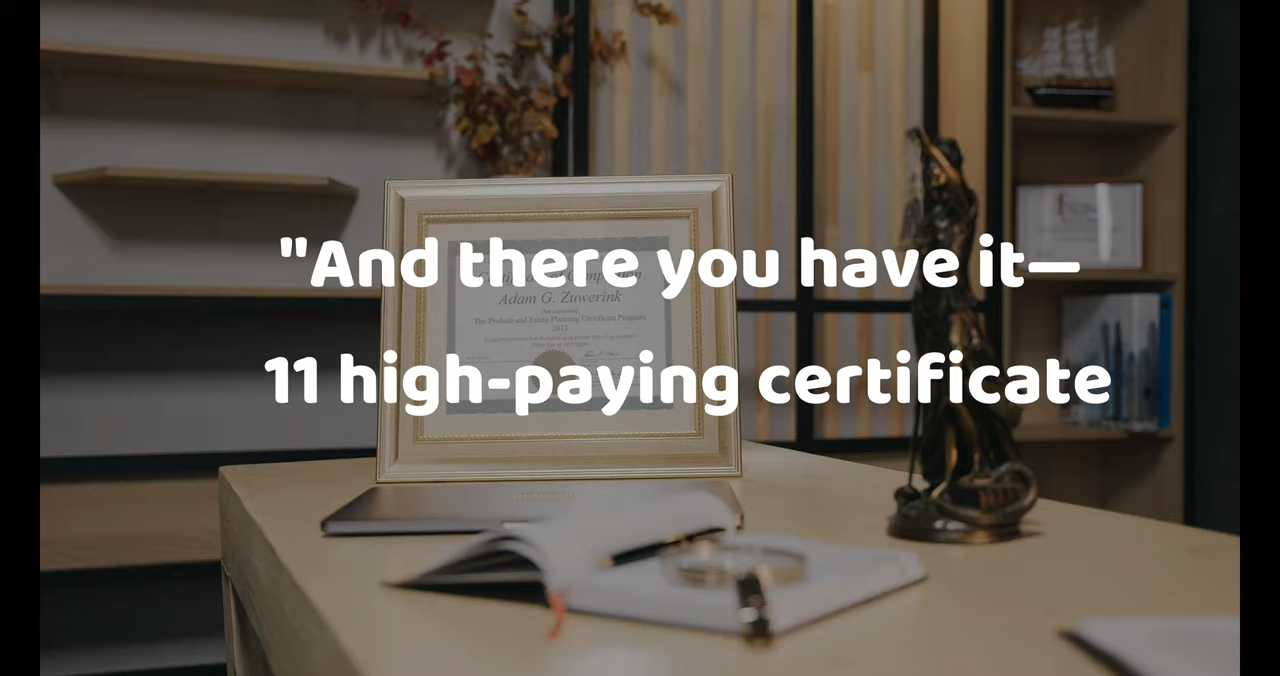 "And there you have it—
11 high-paying certificate
Adam G. Zuwerink
The Probate and Estate Planning Certificate Program
2013